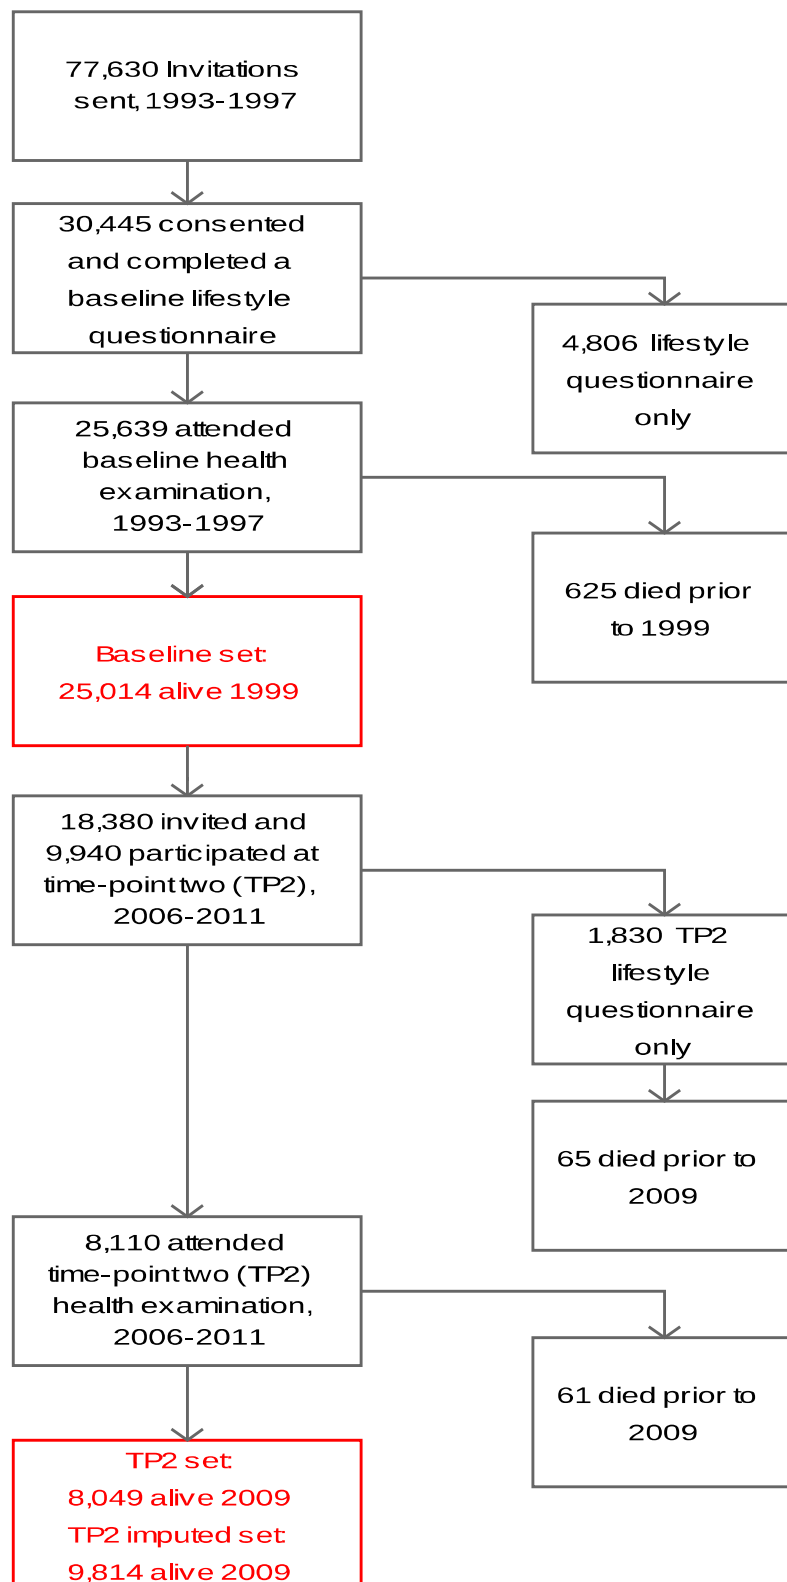 77,630 Invitations
sent, 1993-1997
30,445 consented
and completed a
baseline lifestyle
questionnaire
4,806 lifestyle
questionnaire
only
25,639 attended
baseline health
examination,
1993-1997
625 died prior
to 1999
Baseline set:
25,014 alive 1999
18,380 invited and
9,940 participated at
time-point two (TP2),
2006-2011
1,830 TP2
lifestyle
questionnaire
only
65 died prior to
2009
8,110 attended
time-point two (TP2)
health examination,
2006-2011
61 died prior to
2009
TP2 set:
8,049 alive 2009
TP2 imputed set:
9,814 alive 2009